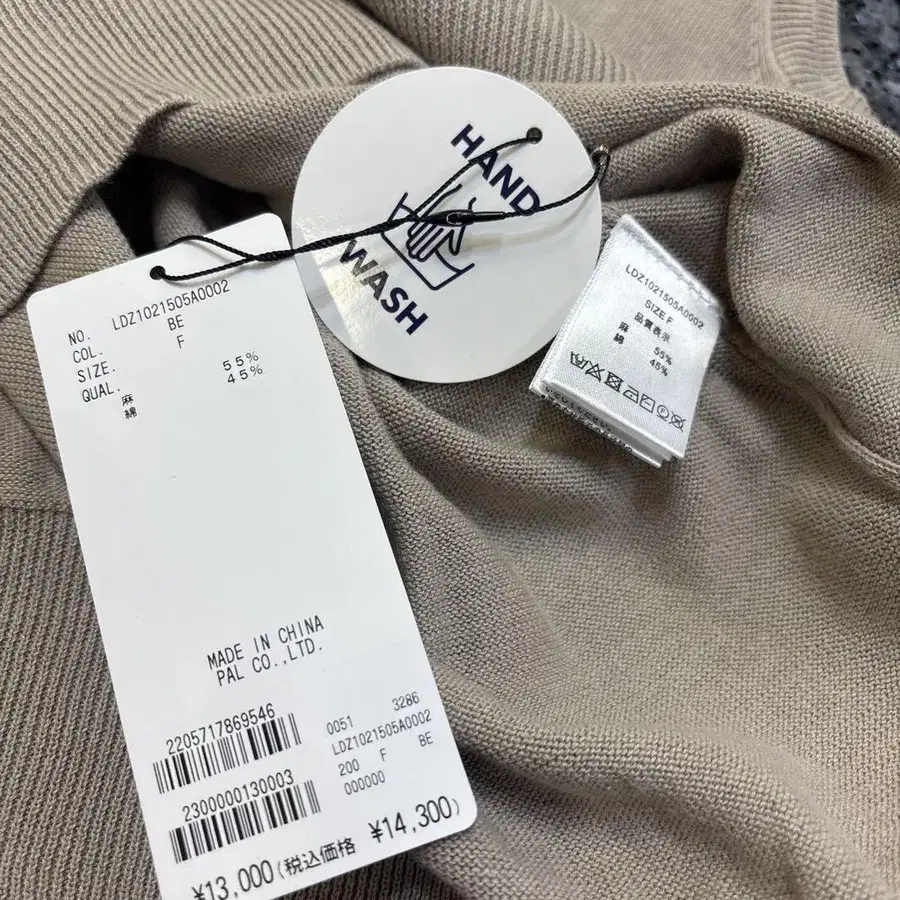 NO. LDZ1021505A0002
COL. BE
SIZE. F
QUAL. 麻 55%
綿 45%
MADE IN CHINA
PAL CO.,LTD.
2205717869546
2300000130003
0051 3286
LDZ1021505A0002
200 F BE
000000
¥13,000(税込価格 ¥14,300)
HAND
WASH
LDZ1021505A0002
SIZE F
品質表示
麻 55%
綿 45%